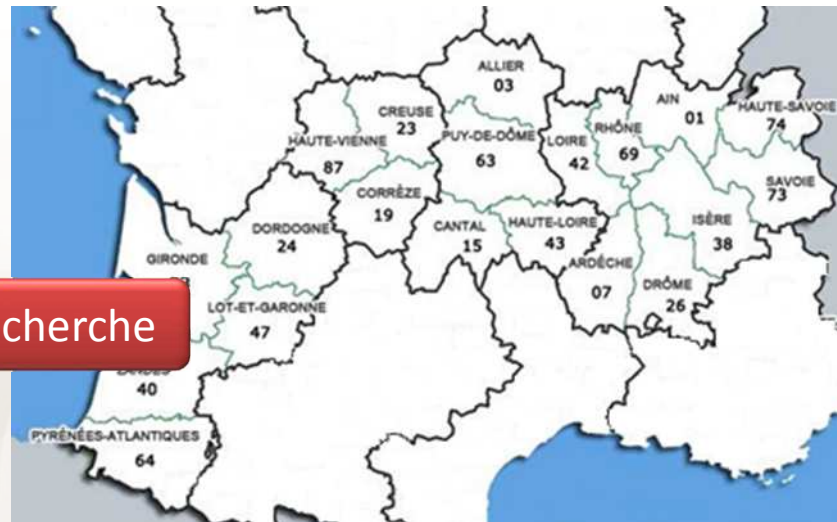 ALLIER
03
CREUSE
23
HAUTE-VIENNE
87
PUY-DE-DÔME
63
LOIRE
42
RHÔNE
69
AIN
01
HAUTE-SAVOIE
74
SAVOIE
73
CORRÈZE
19
ISÈRE
38
DORDOGNE
24
CANTAL
15
HAUTE-LOIRE
43
GIRONDE
ARDÈCHE
07
DRÔME
26
LOT-ET-GARONNE
47
cherche
LANDES
40
PYRÉNÉES-ATLANTIQUES
64